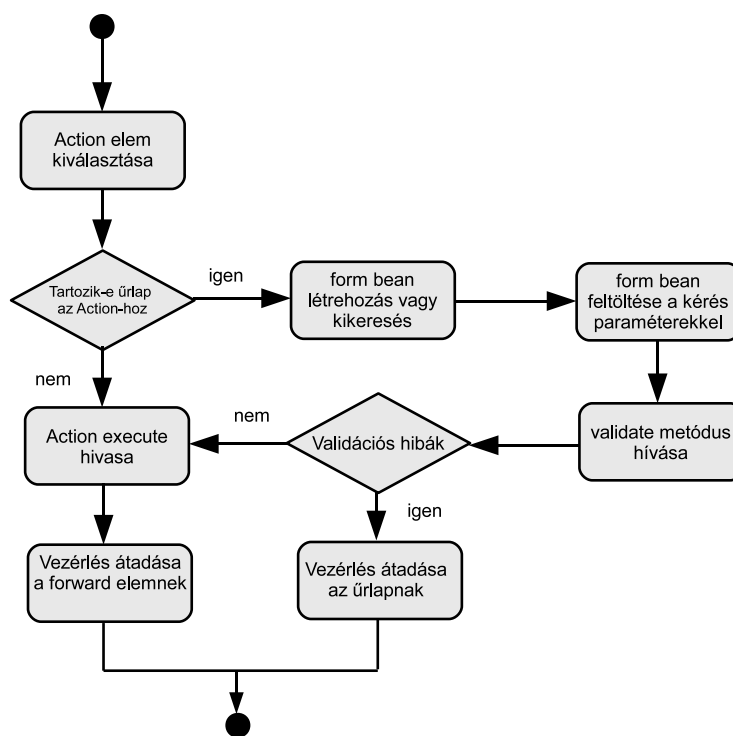 Action elem
kiválasztása
Tartozik-e űrlap
az Action-hoz
igen
form bean
létrehozás vagy
kikeresés
form bean
feltöltése a kérés
paraméterekkel
nem
Action execute
hivasa
nem
Validációs hibák
validate metódus
hívása
igen
Vezérlés átadása
a forward elemnek
Vezérlés átadása
az űrlapnak